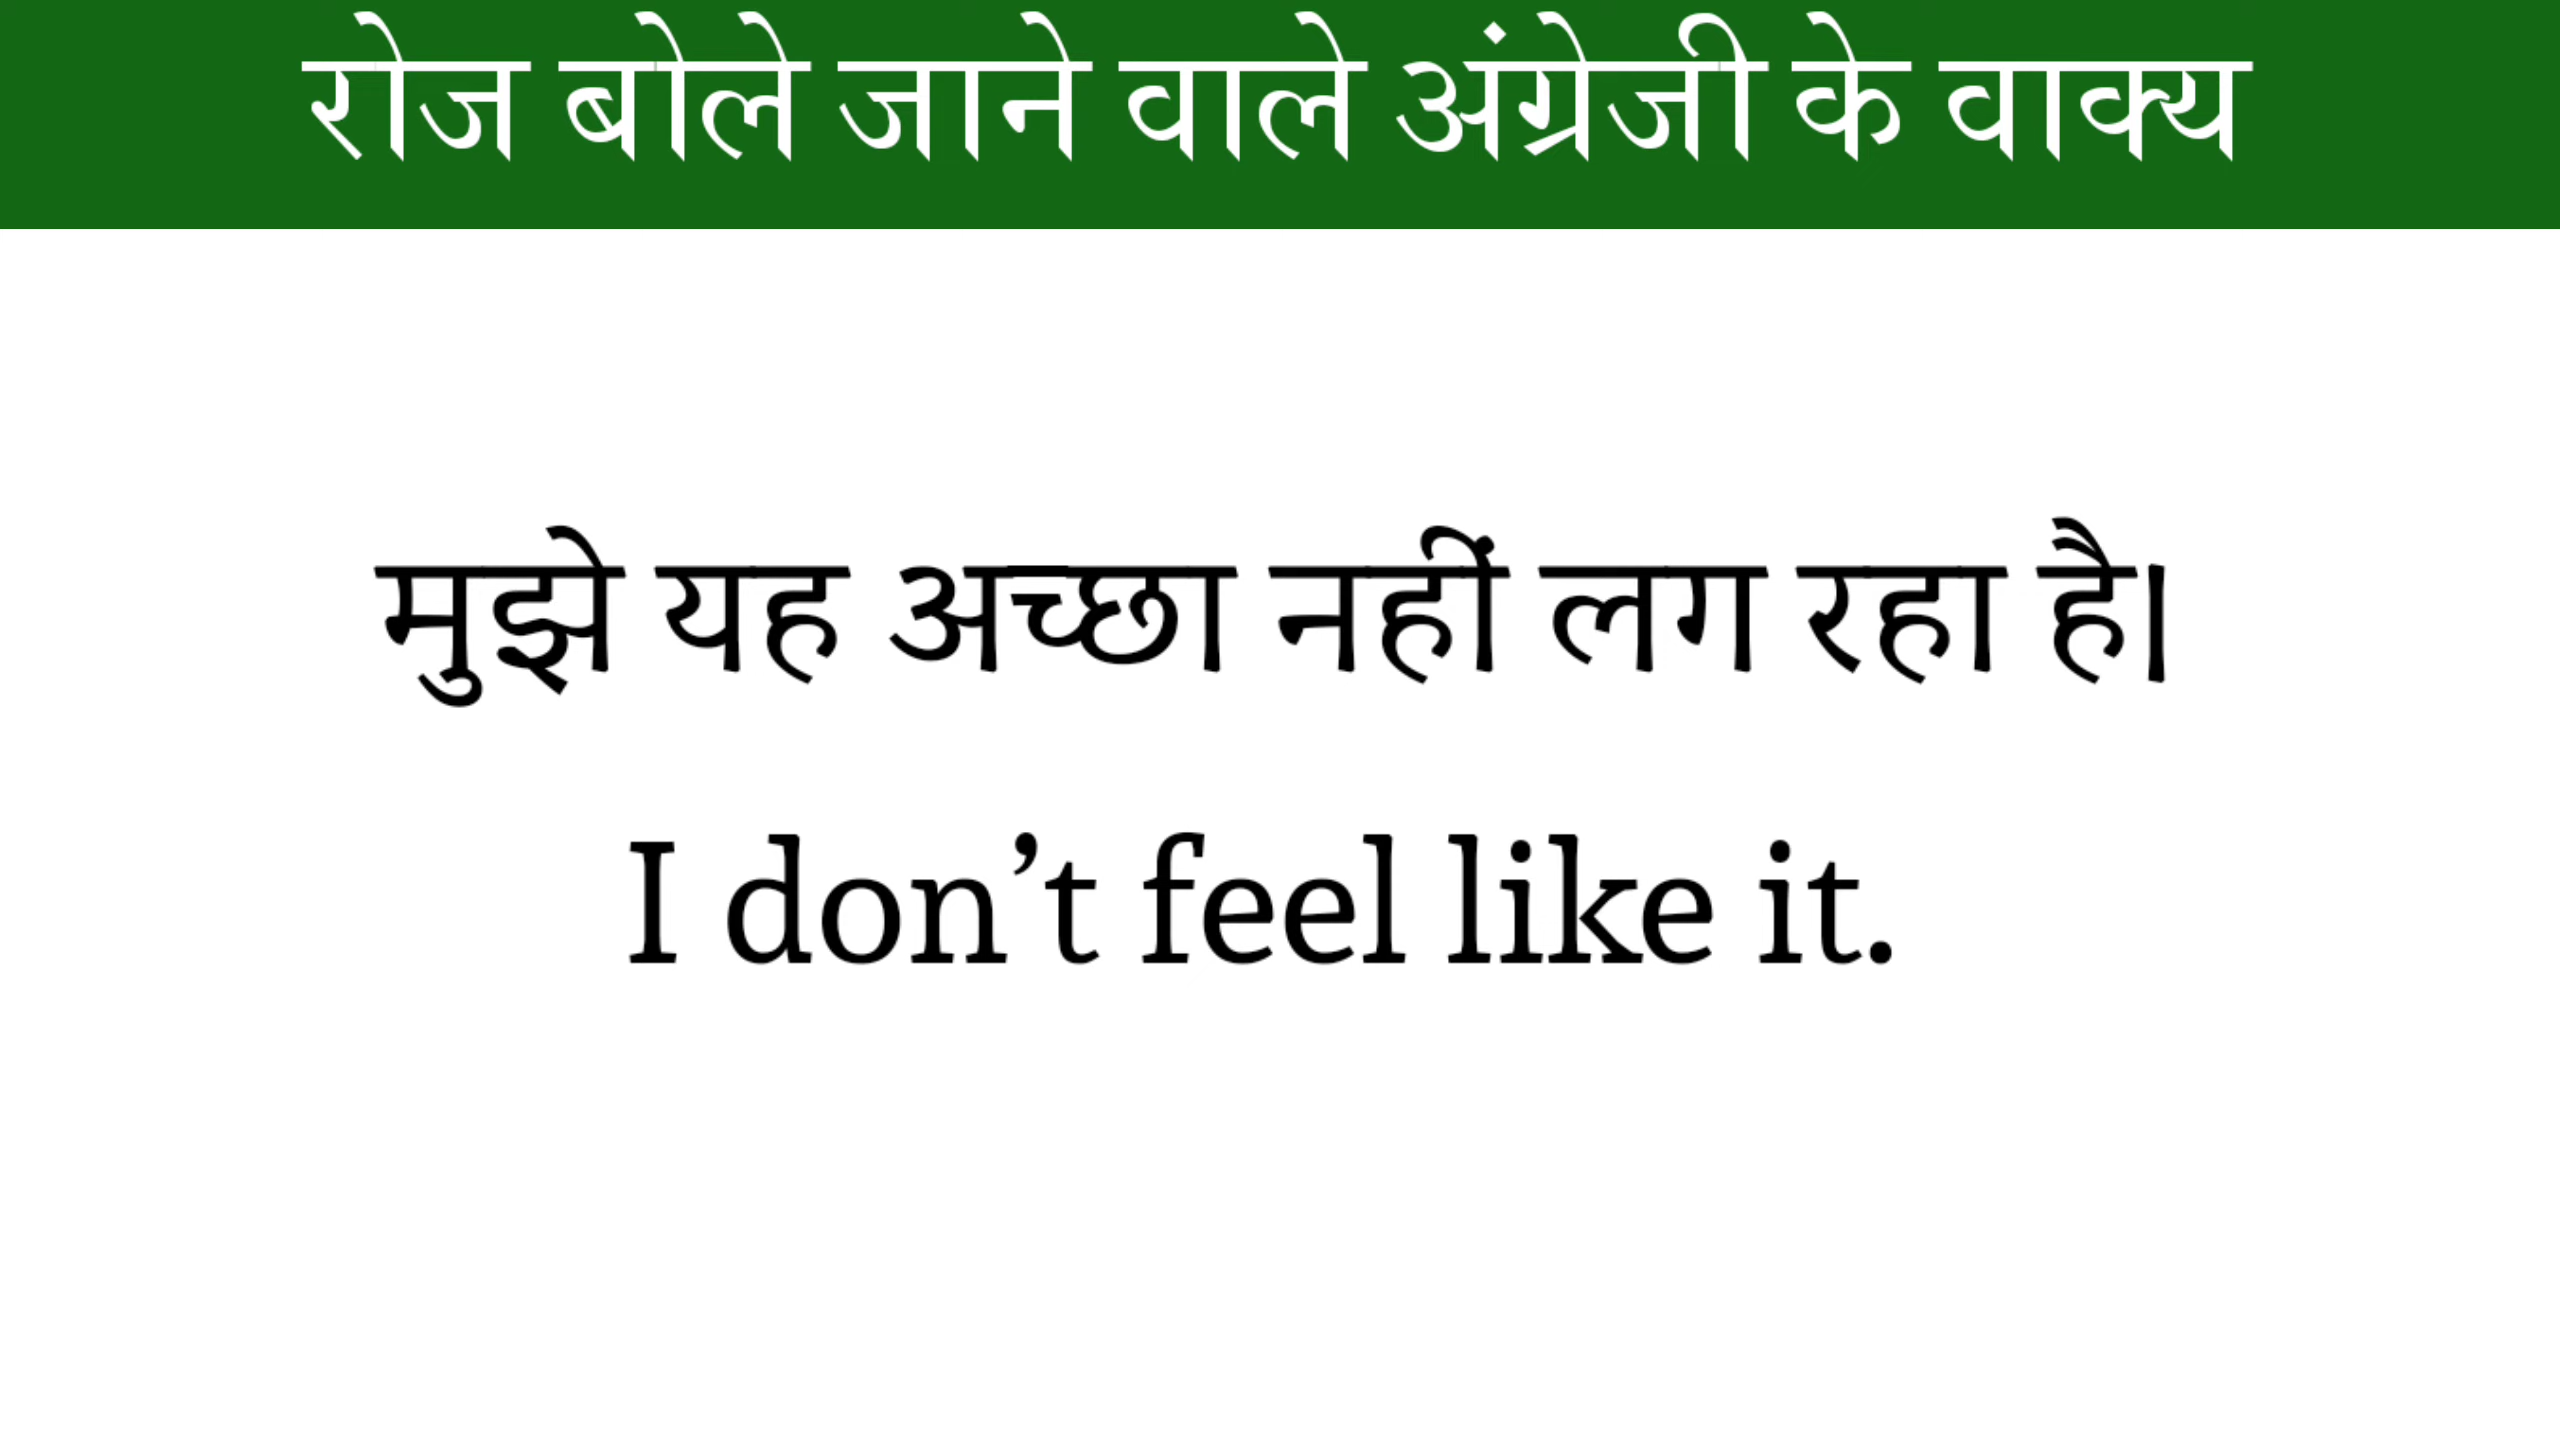 रोज बोले जाने वाले अंग्रेजी के वाक्य
मुझे यह अच्छा नहीं लग रहा है।
I don’t feel like it.